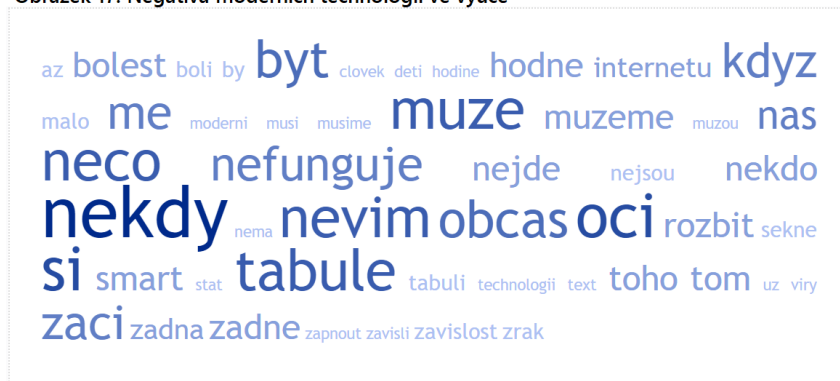 Obrázek 17: Negativa moderních technologií ve výuce
az bolest boli by byt clovek deti hodine hodne internetu kdyz
malo me moderni musi musime muze muzeme muzou nas
neco nefunguje nejde nejsou nekdo
nekdy nema nevim obcas oci rozbit sekne
si smart stat tabule tabuli technologii text toho tom uz viry
zaci zadna zadne zapnout zavisli zavislost zrak